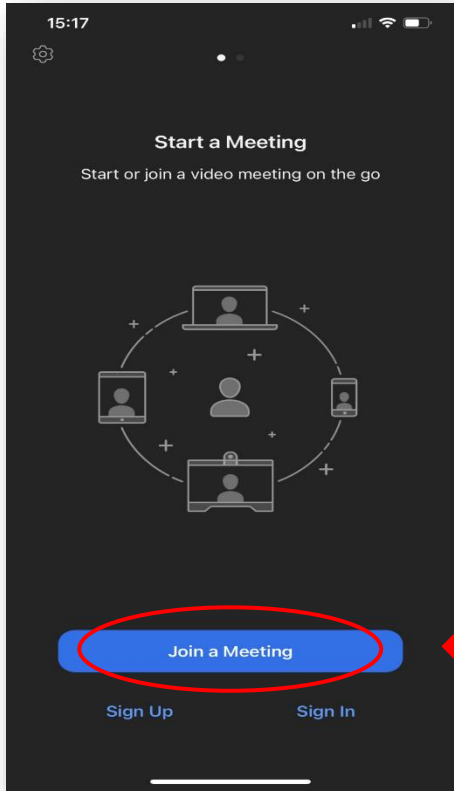 15:17
Start a Meeting
Start or join a video meeting on the go
Join a Meeting
Sign Up
Sign In